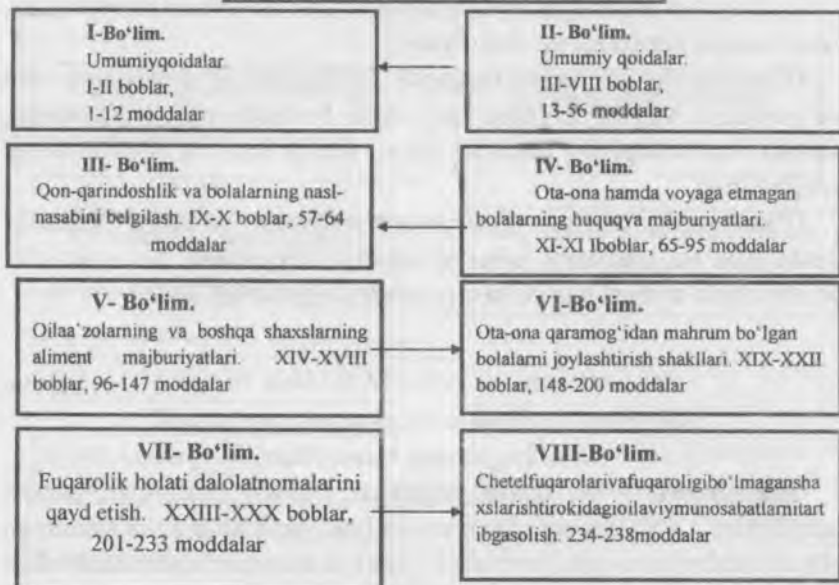 I-Bo‘lim.
Umumiyqoidalar.
I-II boblar,
1-12 moddalar
II- Bo‘lim.
Umumiy qoidalar.
III-VIII boblar,
13-56 moddalar
III- Bo‘lim.
Qon-qarindoshlik va bolalarning nasl-
nasabini belgilash. IX-X boblar, 57-64
moddalar
IV- Bo‘lim.
Ota-ona hamda voyaga etmagan
bolalarning huquqva majburiyatlari.
XI-XI Iboblar, 65-95 moddalar
V- Bo‘lim.
Oilaa’zolarning va boshqa shaxslarning
aliment majburiyatlari. XIV-XVIII
boblar, 96-147 moddalar
VI-Bo‘lim.
Ota-ona qaramog‘idan mahrum bo‘lgan
bolalarni joylashtirish shakllari. XIX-XXII
boblar, 148-200 moddalar
VII- Bo‘lim.
Fuqarolik holati dalolatnomalarini
qayd etish. XXIII-XXX boblar,
201-233 moddalar
VIII-Bo‘lim.
Chetelfuqarolarivafuqaroligibo‘lmagansha
xslarishtirokidagioilaviymunosabatlarnitart
ibgasolish. 234-238moddalar